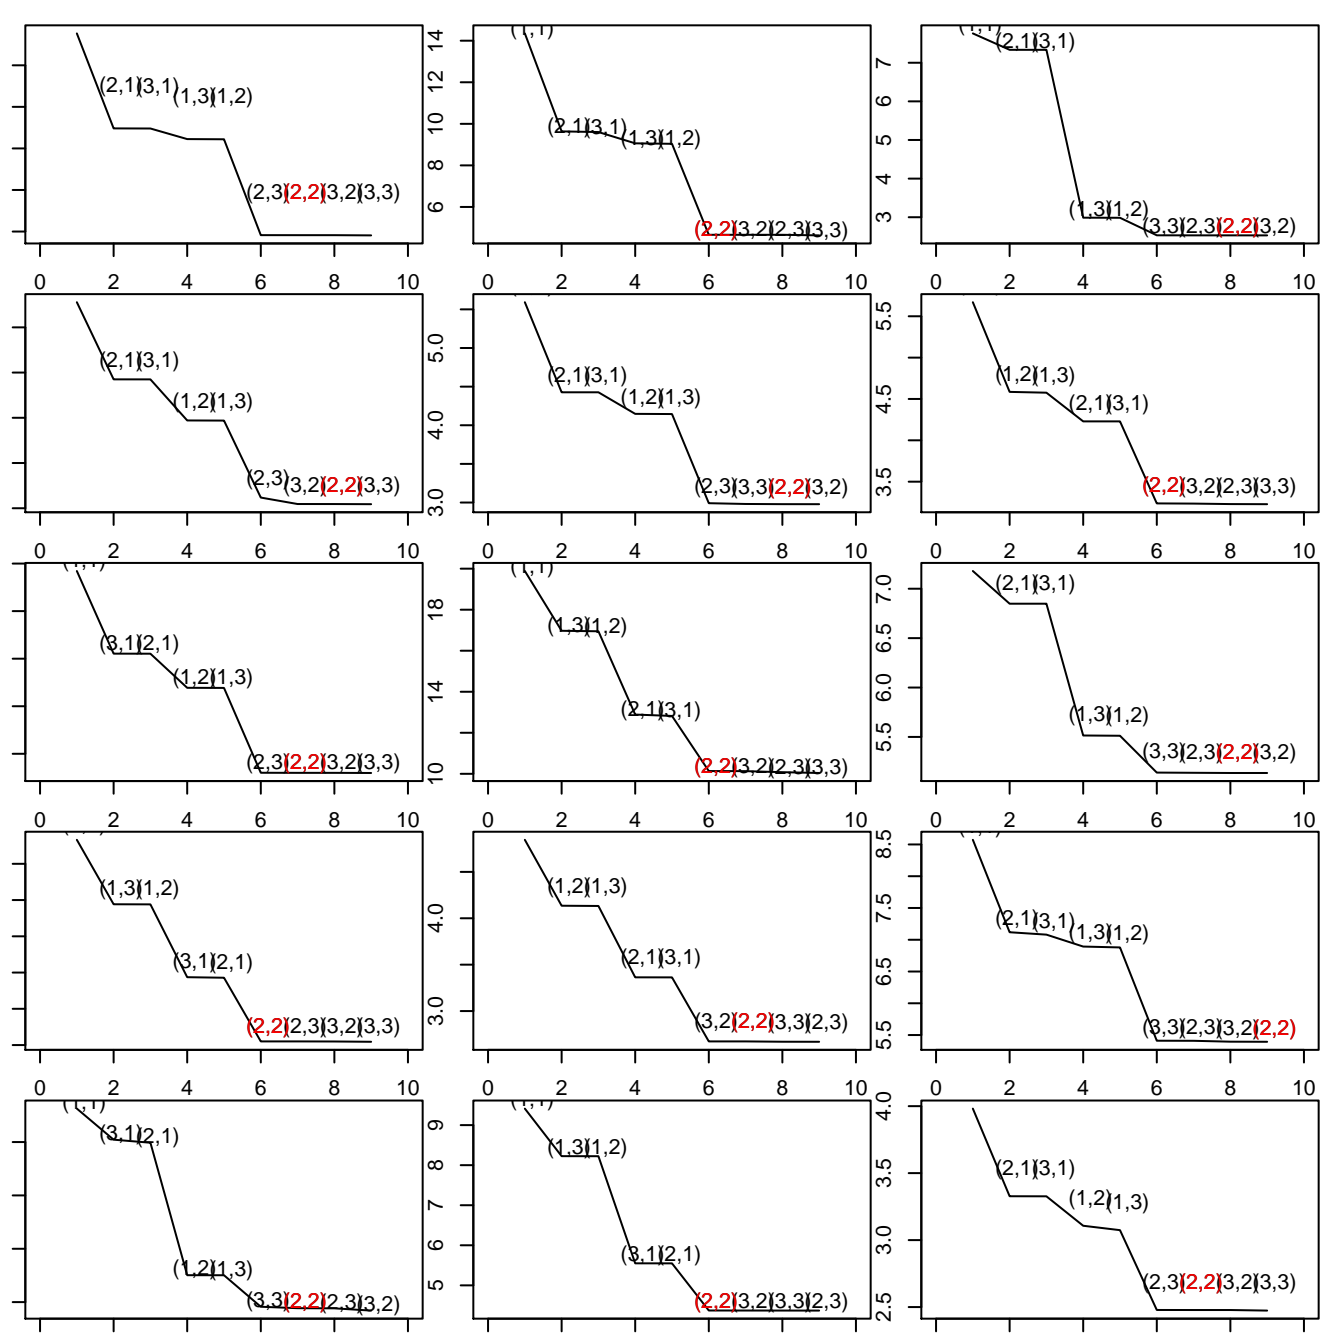 (1,1) 14 7
(2,1)(3,1) (1,3)(1,2) 12 (2,1)(3,1) 6
10 (2,1)(3,1) (1,3)(1,2) 5
8 4
(2,3)(2,2)(3,2)(3,3) 6 (2,2)(3,2)(2,3)(3,3) 3 (1,3)(1,2) (3,3)(2,3)(2,2)(3,2)
0 2 4 6 8 10 0 2 4 6 8 10 0 2 4 6 8 10
(2,1)(3,1) 5.0 (2,1)(3,1) 5.5 (1,2)(1,3)
(1,2)(1,3) 4.0 (1,2)(1,3) 4.5 (2,1)(3,1)
(2,3)(3,2)(2,2)(3,3) 3.0 (2,3)(3,3)(2,2)(3,2) 3.5 (2,2)(3,2)(2,3)(3,3)
0 2 4 6 8 10 0 2 4 6 8 10 0 2 4 6 8 10
(1,1) (1,1) 7.0 (2,1)(3,1)
(3,1)(2,1) 18 (1,3)(1,2) 6.5
(1,2)(1,3) 14 (2,1)(3,1) 6.0 (1,3)(1,2)
(2,3)(2,2)(3,2)(3,3) 10 (2,2)(3,2)(2,3)(3,3) 5.5 (3,3)(2,3)(2,2)(3,2)
0 2 4 6 8 10 0 2 4 6 8 10 0 2 4 6 8 10
8.5
(1,3)(1,2) 4.0 (1,2)(1,3) 7.5 (2,1)(3,1)(1,3)(1,2)
(3,1)(2,1) (2,1)(3,1) 6.5
(2,2)(2,3)(3,2)(3,3) 3.0 (3,2)(2,2)(3,3)(2,3) 5.5 (3,3)(2,3)(3,2)(2,2)
0 2 4 6 8 10 0 2 4 6 8 10 0 2 4 6 8 10
(1,1) (1,1) 4.0
(3,1)(2,1) 9 (1,3)(1,2) 3.5 (2,1)(3,1)
8 (1,2)(1,3)
7 3.0
(1,2)(1,3) 6 (3,1)(2,1)
(3,3)(2,2)(2,3)(3,2) 5 (2,2)(3,2)(3,3)(2,3) 2.5 (2,3)(2,2)(3,2)(3,3)